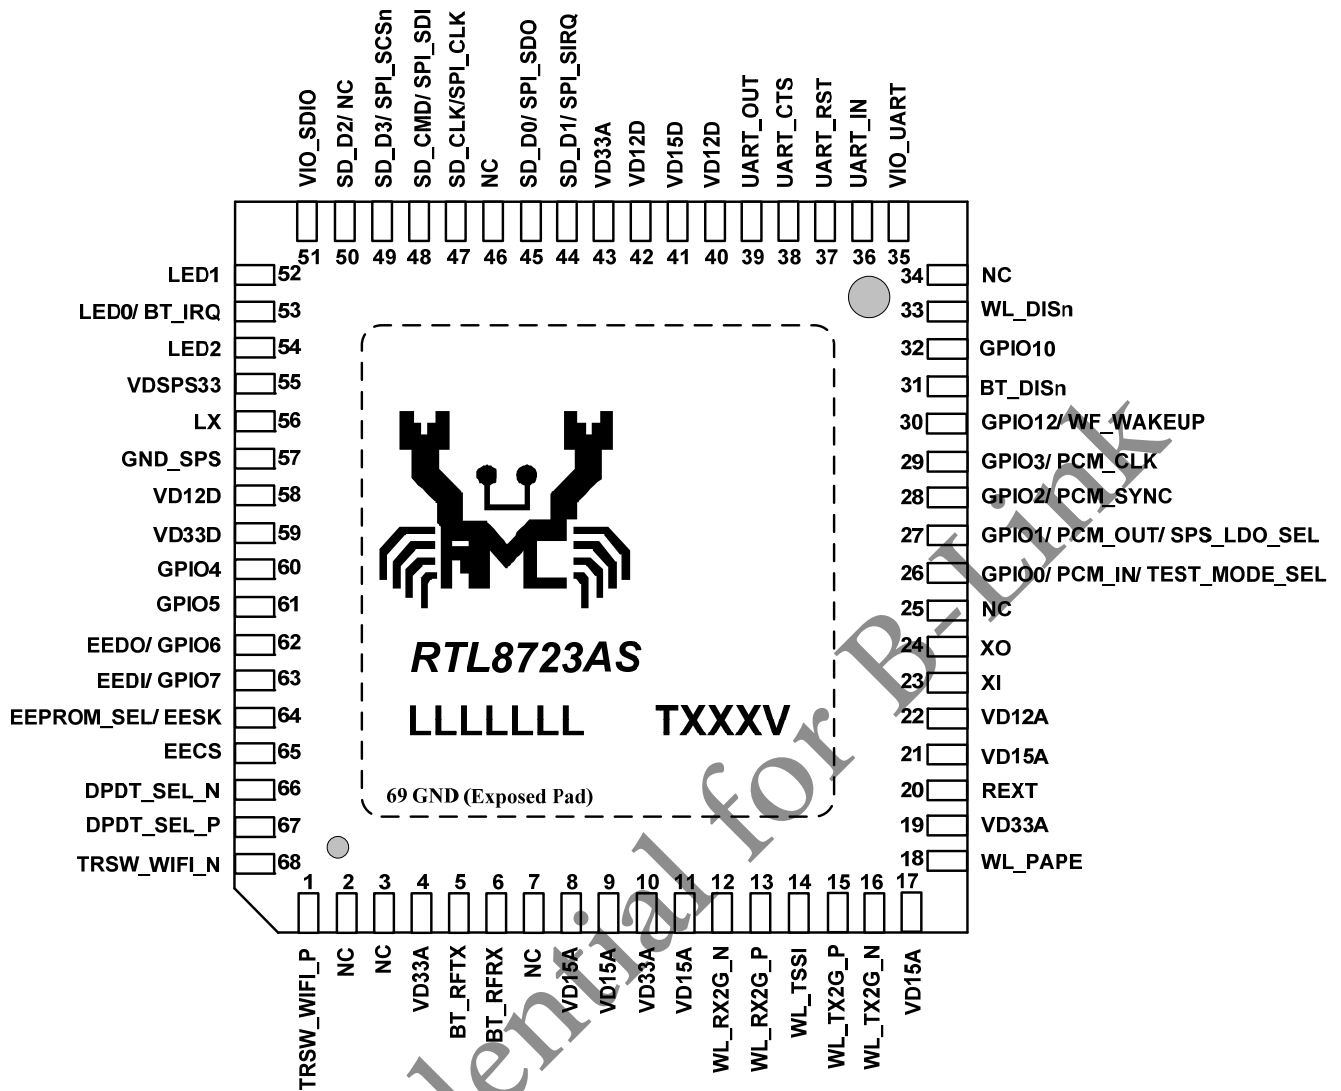 VIO_SDIO
SD_D2/ NC
SD_D3/ SPI_SCSn
SD_CMD/ SPI_SDI
SD_CLK/SPI_CLK
NC
SD_D0/ SPI_SDO
SD_D1/ SPI_SIRQ
VD33A
VD12D
VD15D
VD12D
UART_OUT
UART_CTS
UART_RST
UART_IN
VIO_UART
51 50 49 48 47 46 45 44 43 42 41 40 39 38 37 36 35
LED1 52
LED0/ BT_IRQ 53
LED2 54
VDSPS33 55
LX 56
GND_SPS 57
VD12D 58
VD33D 59
GPIO4 60
GPIO5 61
EEDO/ GPIO6 62
EEDI/ GPIO7 63
EEPROM_SEL/ EESK 64
EECS 65
DPDT_SEL_N 66
DPDT_SEL_P 67
TRSW_WIFI_N 68
34 NC
33 WL_DISn
32 GPIO10
31 BT_DISn
30 GPIO12/ WF_WAKEUP
29 GPIO3/ PCM_CLK
28 GPIO2/ PCM_SYNC
27 GPIO1/ PCM_OUT/ SPS_LDO_SEL
26 GPIO0/ PCM_IN/ TEST_MODE_SEL
25 NC
24 XO
23 XI
22 VD12A
21 VD15A
20 REXT
19 VD33A
18 WL_PAPE
RTL8723AS
LLLLLLL TXXXV
69 GND (Exposed Pad)
1 2 3 4 5 6 7 8 9 10 11 12 13 14 15 16 17
TRSW_WIFI_P
NC
NC
VD33A
BT_RFTX
BT_RFRX
NC
VD15A
VD15A
VD33A
VD15A
WL_RX2G_N
WL_RX2G_P
WL_TSSI
WL_TX2G_P
WL_TX2G_N
VD15A
dential for B-Link